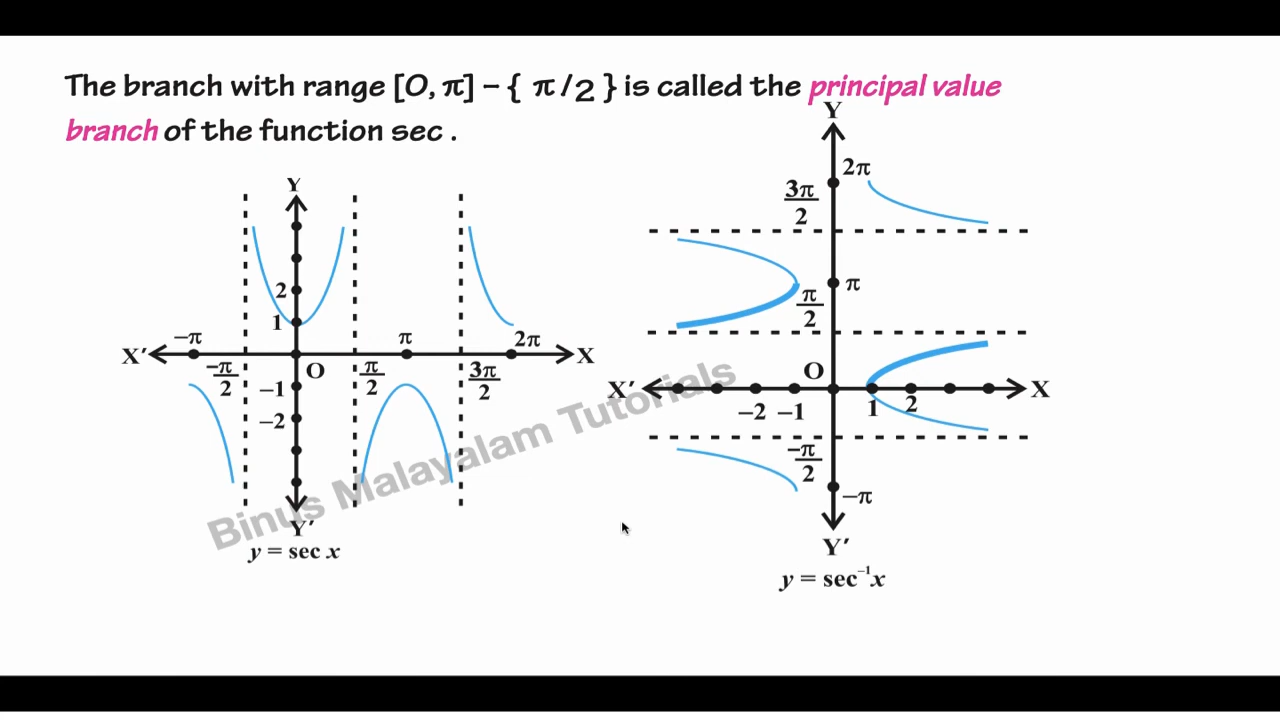 The branch with range [0, π] – { π/2 } is called the principal value
branch of the function sec .
Y
2
1
–π
X′
–π/2
O
–1
–2
π/2
π
3π/2
2π
X
Y′
y = sec x
Y
2π
3π/2
π
π/2
O
X′
–2 –1
1 2
X
–π/2
–π
Y′
y = sec⁻¹x
Binus Malayalam Tutorials